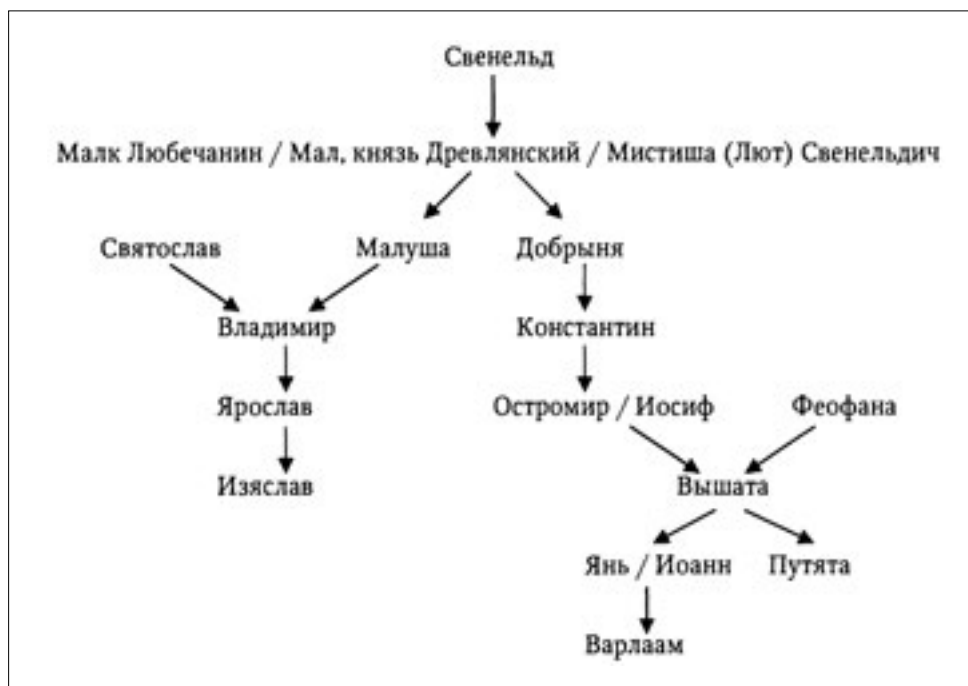 Свенельд
Малк Любечанин / Мал, князь Древлянский / Мистиша (Лют) Свенельдич
Святослав Малуша Добрыня
Владимир Константин
Ярослав Остромир / Иосиф Феофана
Изяслав Вышата
Янь / Иоанн Путята
Варлаам